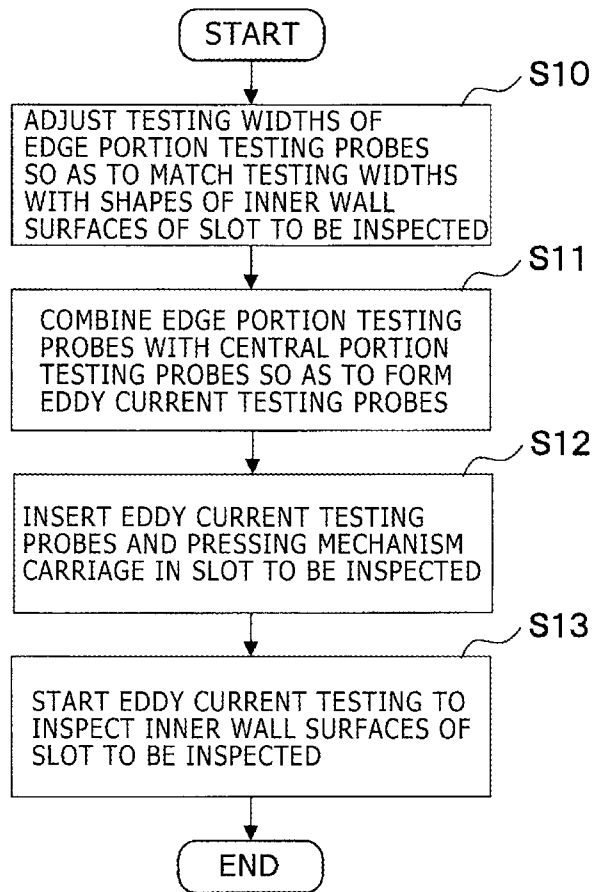 START
S10
ADJUST TESTING WIDTHS OF
EDGE PORTION TESTING PROBES
SO AS TO MATCH TESTING WIDTHS
WITH SHAPES OF INNER WALL
SURFACES OF SLOT TO BE INSPECTED
S11
COMBINE EDGE PORTION TESTING
PROBES WITH CENTRAL PORTION
TESTING PROBES SO AS TO FORM
EDDY CURRENT TESTING PROBES
S12
INSERT EDDY CURRENT TESTING
PROBES AND PRESSING MECHANISM
CARRIAGE IN SLOT TO BE INSPECTED
S13
START EDDY CURRENT TESTING TO
INSPECT INNER WALL SURFACES OF
SLOT TO BE INSPECTED
END